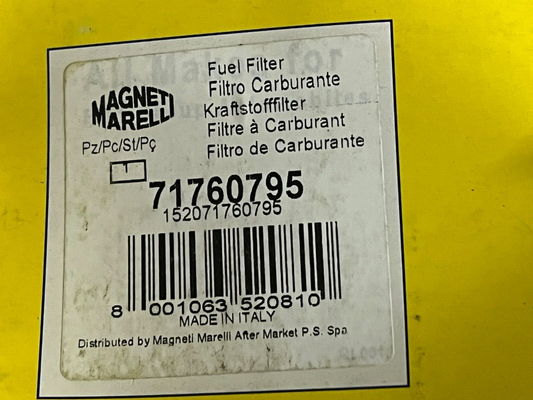 MAGNETI
MARELLI
Fuel Filter
Filtro Carburante
Kraftstofffilter
Filtre à Carburant
Filtro de Carburante
Pz/Pc/St/Pç
1
71760795
152071760795
8 001063 520810
MADE IN ITALY
Distributed by Magneti Marelli After Market P.S. Spa